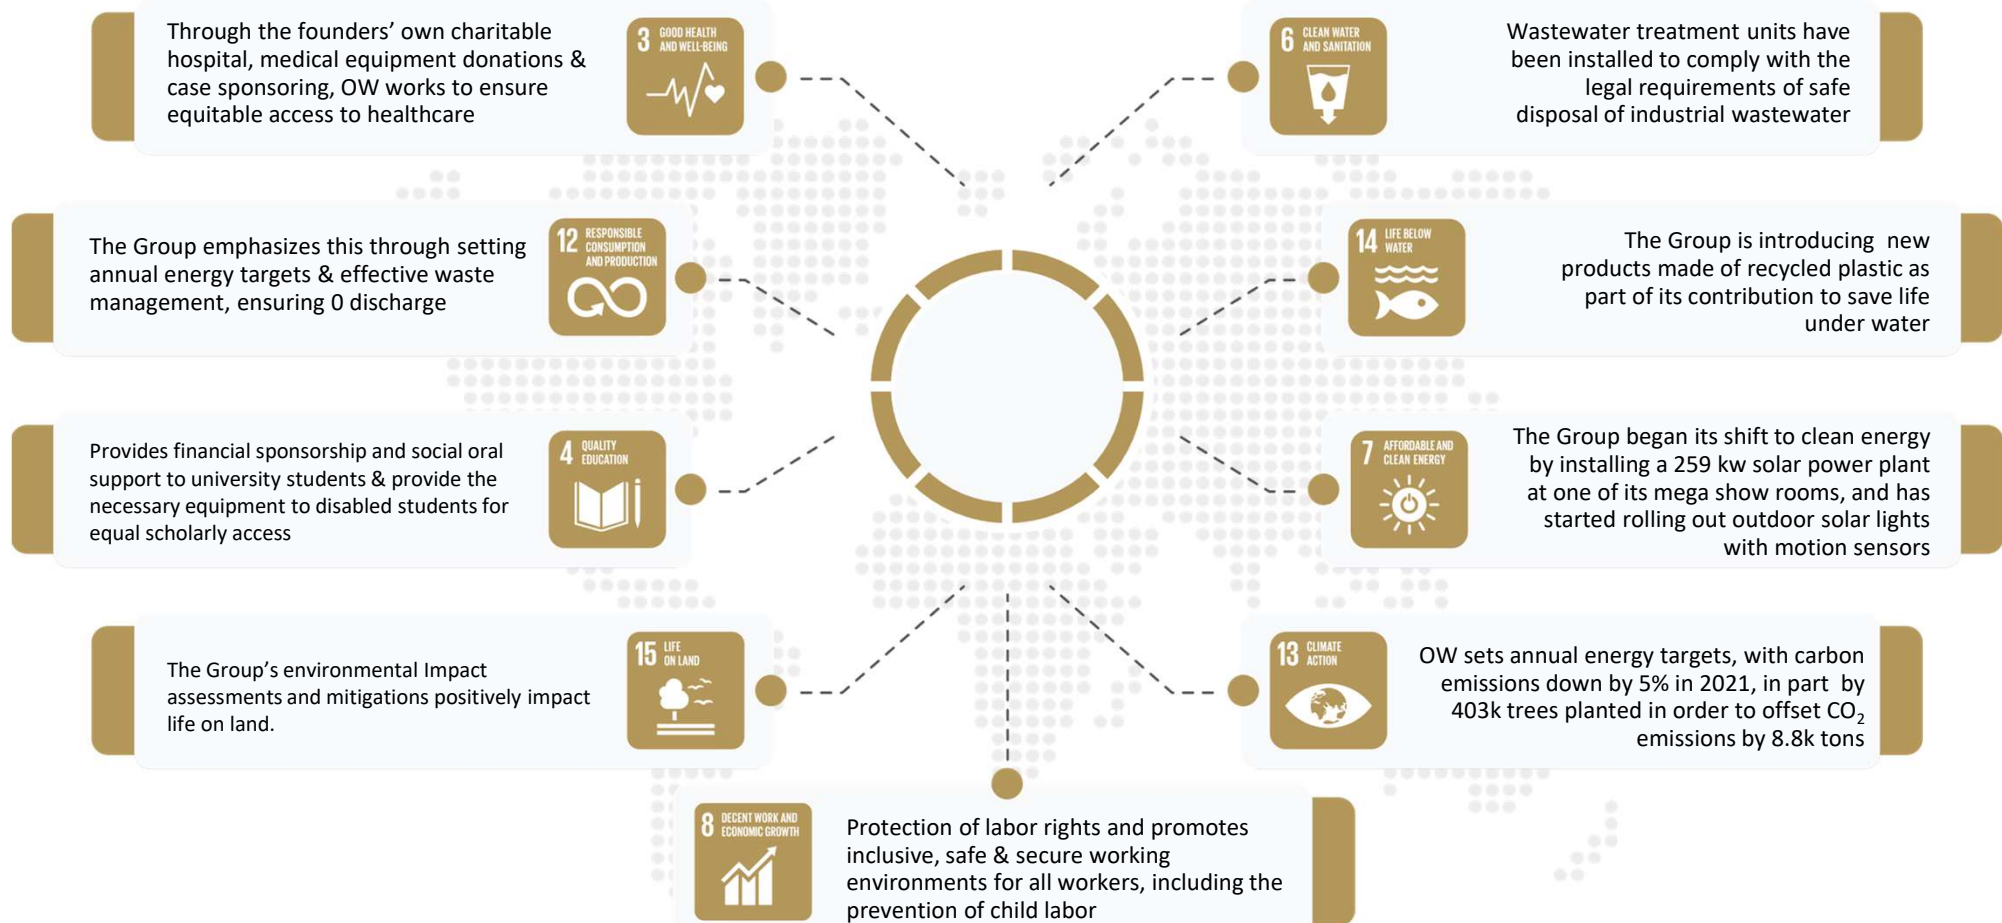 Through the founders’ own charitable
hospital, medical equipment donations &
case sponsoring, OW works to ensure
equitable access to healthcare
3 GOOD HEALTH
AND WELL-BEING
6 CLEAN WATER
AND SANITATION
Wastewater treatment units have
been installed to comply with the
legal requirements of safe
disposal of industrial wastewater
The Group emphasizes this through setting
annual energy targets & effective waste
management, ensuring 0 discharge
12 RESPONSIBLE
CONSUMPTION
AND PRODUCTION
14 LIFE BELOW
WATER
The Group is introducing  new
products made of recycled plastic as
part of its contribution to save life
under water
Provides financial sponsorship and social oral
support to university students & provide the
necessary equipment to disabled students for
equal scholarly access
4 QUALITY
EDUCATION
7 AFFORDABLE AND
CLEAN ENERGY
The Group began its shift to clean energy
by installing a 259 kw solar power plant
at one of its mega show rooms, and has
started rolling out outdoor solar lights
with motion sensors
The Group’s environmental Impact
assessments and mitigations positively impact
life on land.
15 LIFE
ON LAND
13 CLIMATE
ACTION
OW sets annual energy targets, with carbon
emissions down by 5% in 2021, in part  by
403k trees planted in order to offset CO₂
emissions by 8.8k tons
8 DECENT WORK AND
ECONOMIC GROWTH
Protection of labor rights and promotes
inclusive, safe & secure working
environments for all workers, including the
prevention of child labor